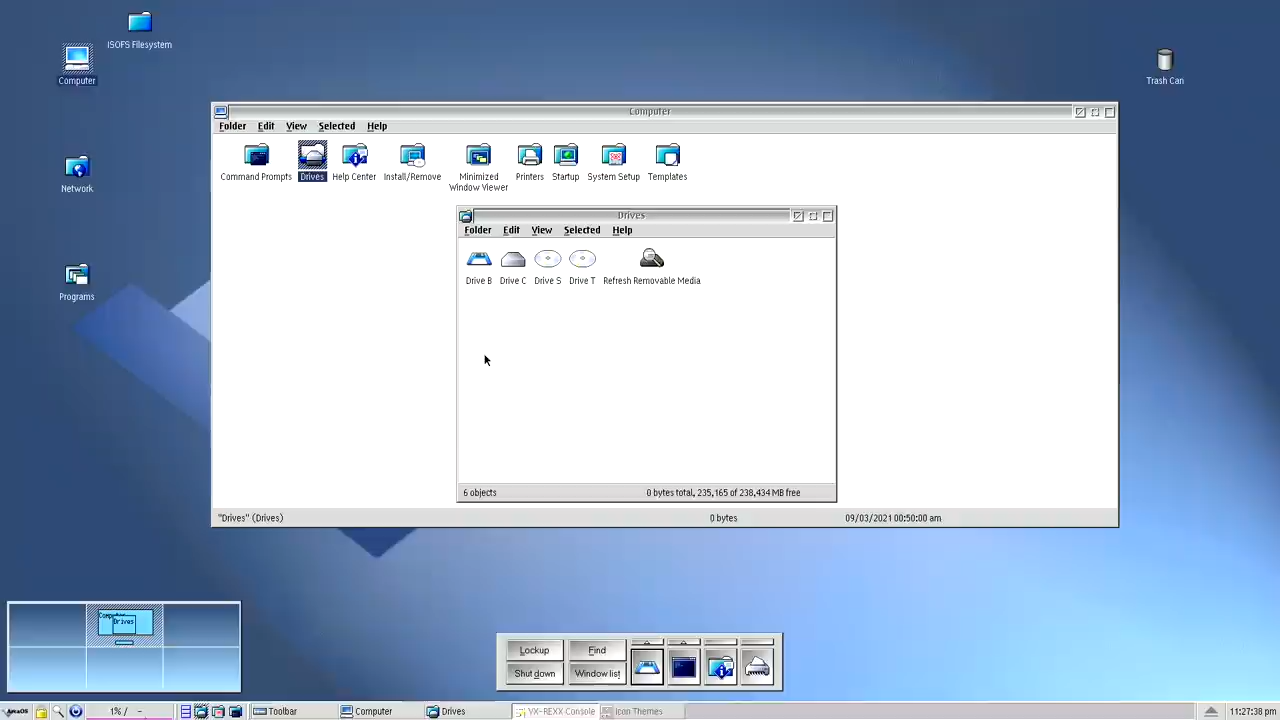 ISOFS Filesystem
Computer
Trash Can
Network
Programs
Computer
Folder Edit View Selected Help
Command Prompts Drives Help Center Install/Remove Minimized Window Viewer Printers Startup System Setup Templates
Drives
Folder Edit View Selected Help
Drive B Drive C Drive S Drive T Refresh Removable Media
6 objects 0 bytes total, 235,165 of 238,434 MB free
"Drives" (Drives) 0 bytes 09/03/2021 00:50:00 am
Drives
Lockup Find
Shut down Window list
ArcaOS 1% / - Toolbar Computer Drives VX-REXX Console Icon Themes 11:27:38 pm